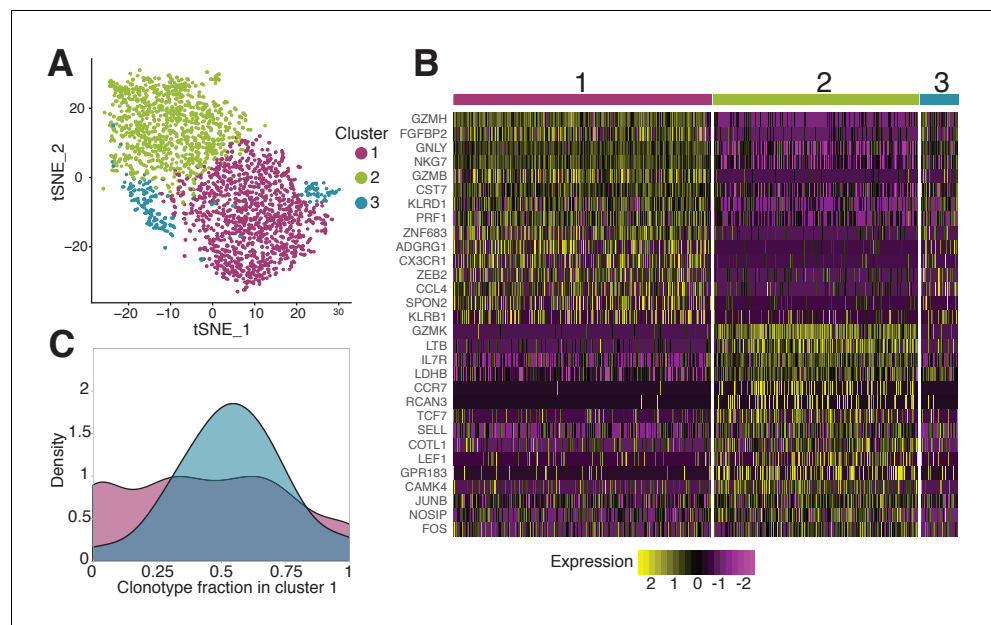 A
20
0
−20
tSNE_2
−20
−10
0
10
20
30
tSNE_1
Cluster
1
2
3
B
1
2
3
GZMH
FGFBP2
GNLY
NKG7
GZMB
CST7
KLRD1
PRF1
ZNF683
ADGRG1
CX3CR1
ZEB2
CCL4
SPON2
KLRB1
GZMK
LTB
IL7R
LDHB
CCR7
RCAN3
TCF7
SELL
COTL1
LEF1
GPR183
CAMK4
JUNB
NOSIP
FOS
Expression
2 1 0 -1 -2
C
2
1.5
1
0.5
0
Density
0 0.25 0.5 0.75 1
Clonotype fraction in cluster 1